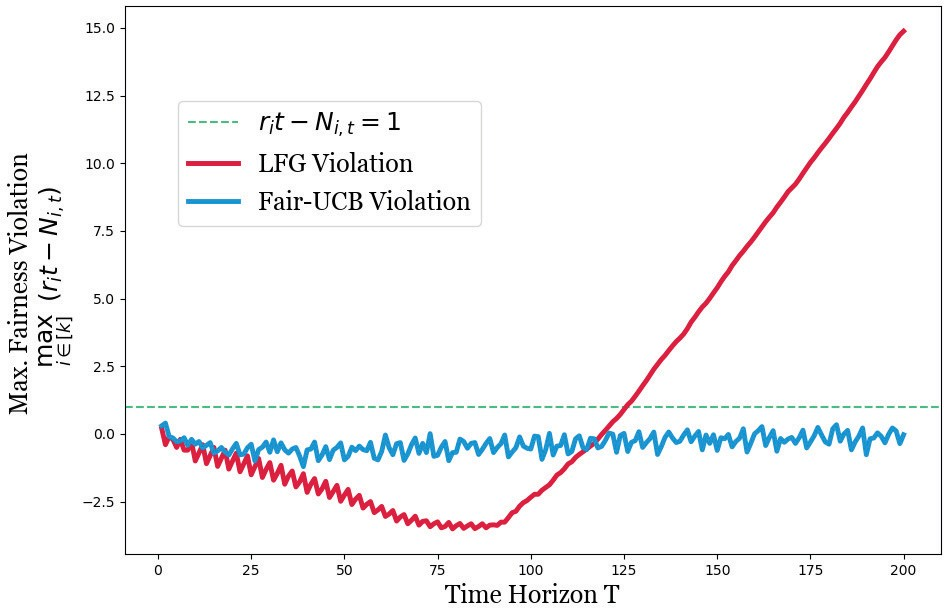 15.0
12.5
10.0
7.5
5.0
2.5
0.0
−2.5
Max. Fairness Violation
max (r_i t − N_{i,t})
i∈[k]
r_i t − N_{i,t} = 1
LFG Violation
Fair-UCB Violation
0 25 50 75 100 125 150 175 200
Time Horizon T